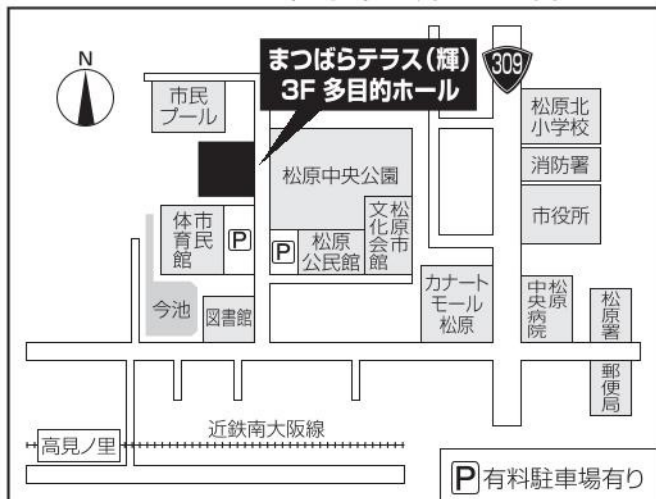 N
まつばらテラス(輝)
3F 多目的ホール
309
市民
プール
松原北
小学校
消防署
市役所
松原中央公園
松原市
文化会館
松原
公民館
P
P
市民
体育館
今池
図書館
カナート
モール
松原
松原
中央病院
松原署
郵便局
近鉄南大阪線
高見ノ里
P有料駐車場有り